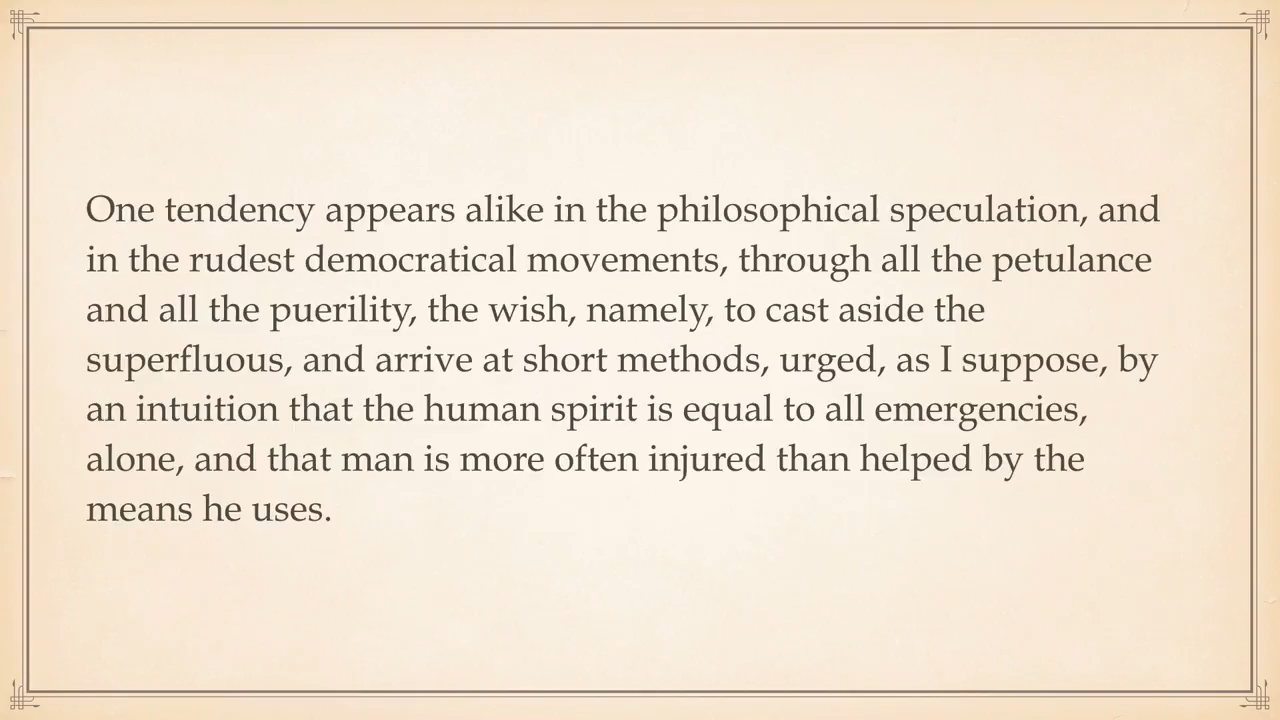 One tendency appears alike in the philosophical speculation, and
in the rudest democratical movements, through all the petulance
and all the puerility, the wish, namely, to cast aside the
superfluous, and arrive at short methods, urged, as I suppose, by
an intuition that the human spirit is equal to all emergencies,
alone, and that man is more often injured than helped by the
means he uses.